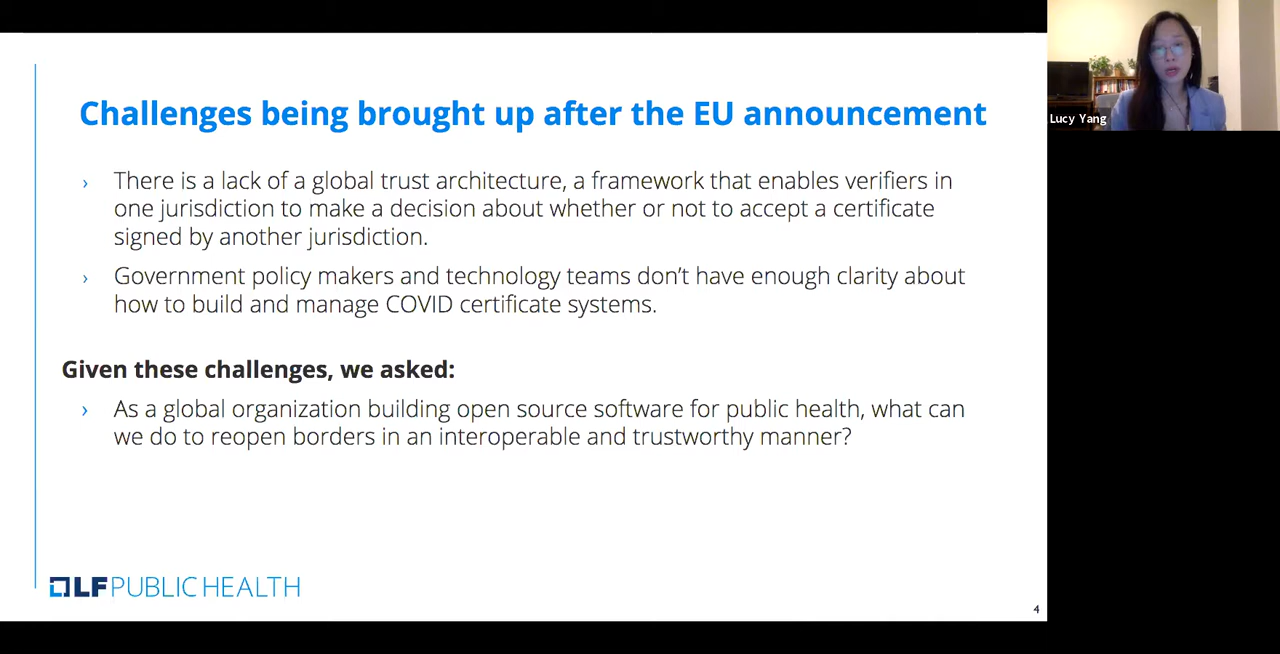 Challenges being brought up after the EU announcement
› There is a lack of a global trust architecture, a framework that enables verifiers in
one jurisdiction to make a decision about whether or not to accept a certificate
signed by another jurisdiction.
› Government policy makers and technology teams don’t have enough clarity about
how to build and manage COVID certificate systems.
Given these challenges, we asked:
› As a global organization building open source software for public health, what can
we do to reopen borders in an interoperable and trustworthy manner?
LF PUBLIC HEALTH
4
Lucy Yang